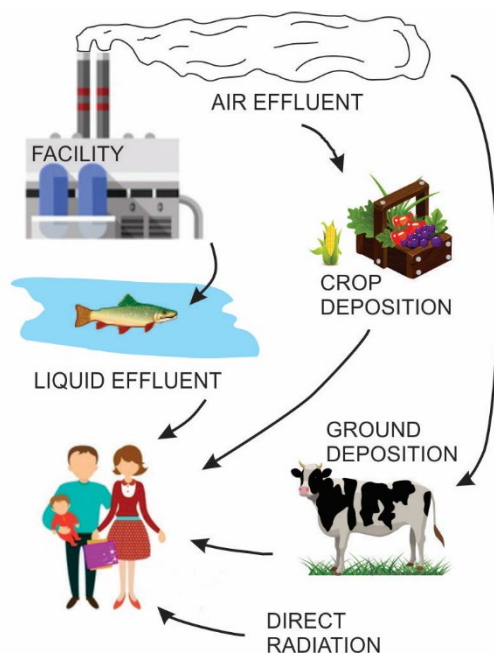 AIR EFFLUENT
FACILITY
CROP
DEPOSITION
LIQUID EFFLUENT
GROUND
DEPOSITION
DIRECT
RADIATION